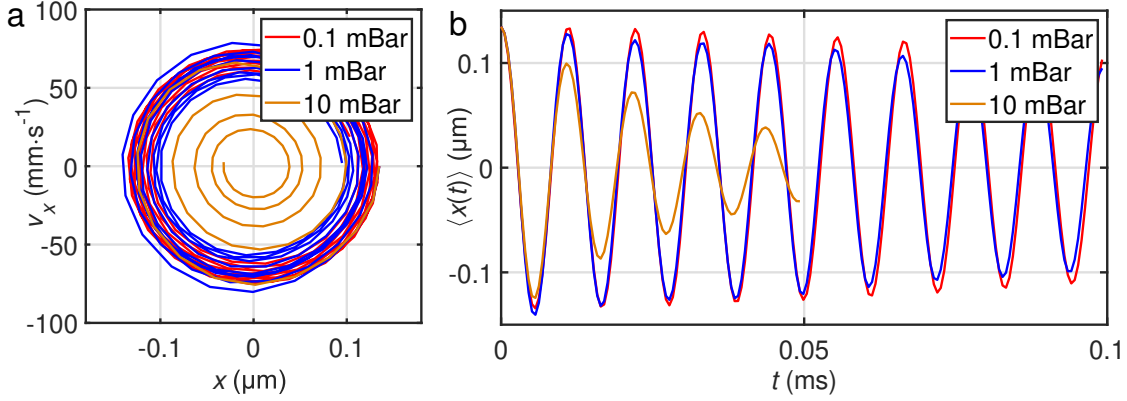 a
100
50
0
-50
-100
v_x (mm·s⁻¹)
-0.1
0
0.1
x (μm)
0.1 mBar
1 mBar
10 mBar
b
0.1
0
-0.1
⟨x(t)⟩ (μm)
0
0.05
0.1
t (ms)
0.1 mBar
1 mBar
10 mBar